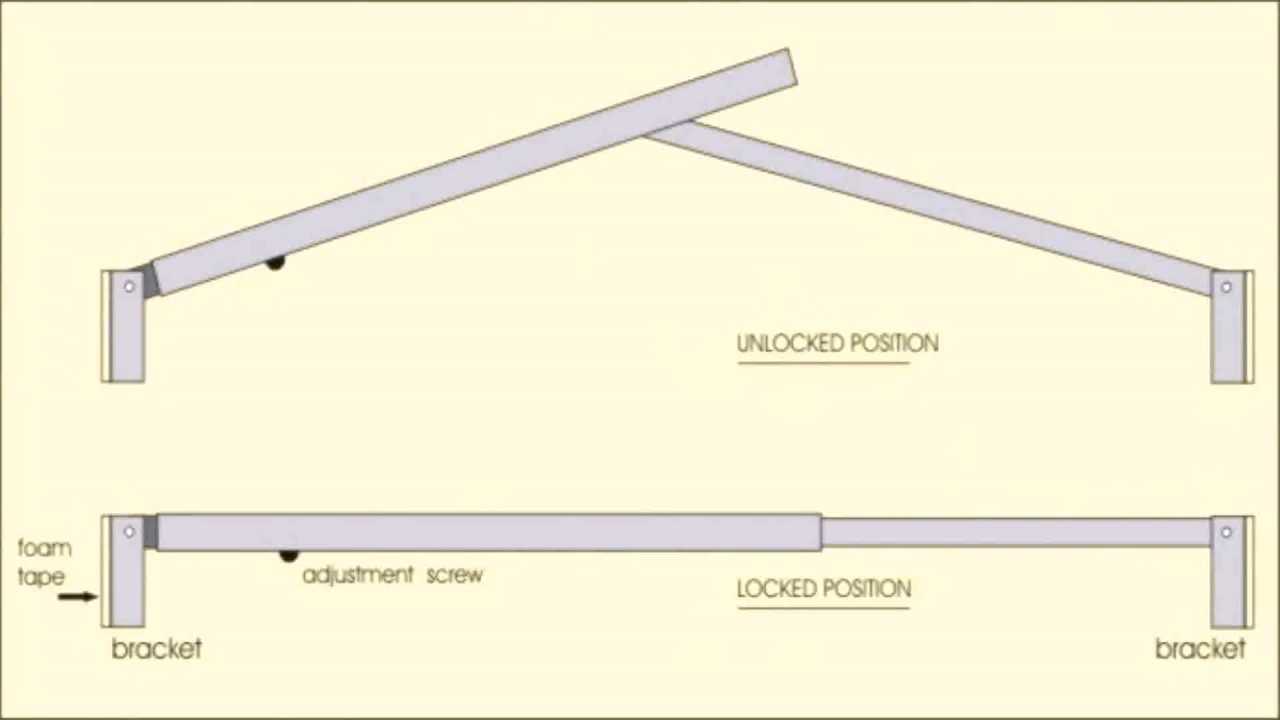 UNLOCKED POSITION
foam
tape
adjustment screw
LOCKED POSITION
bracket
bracket